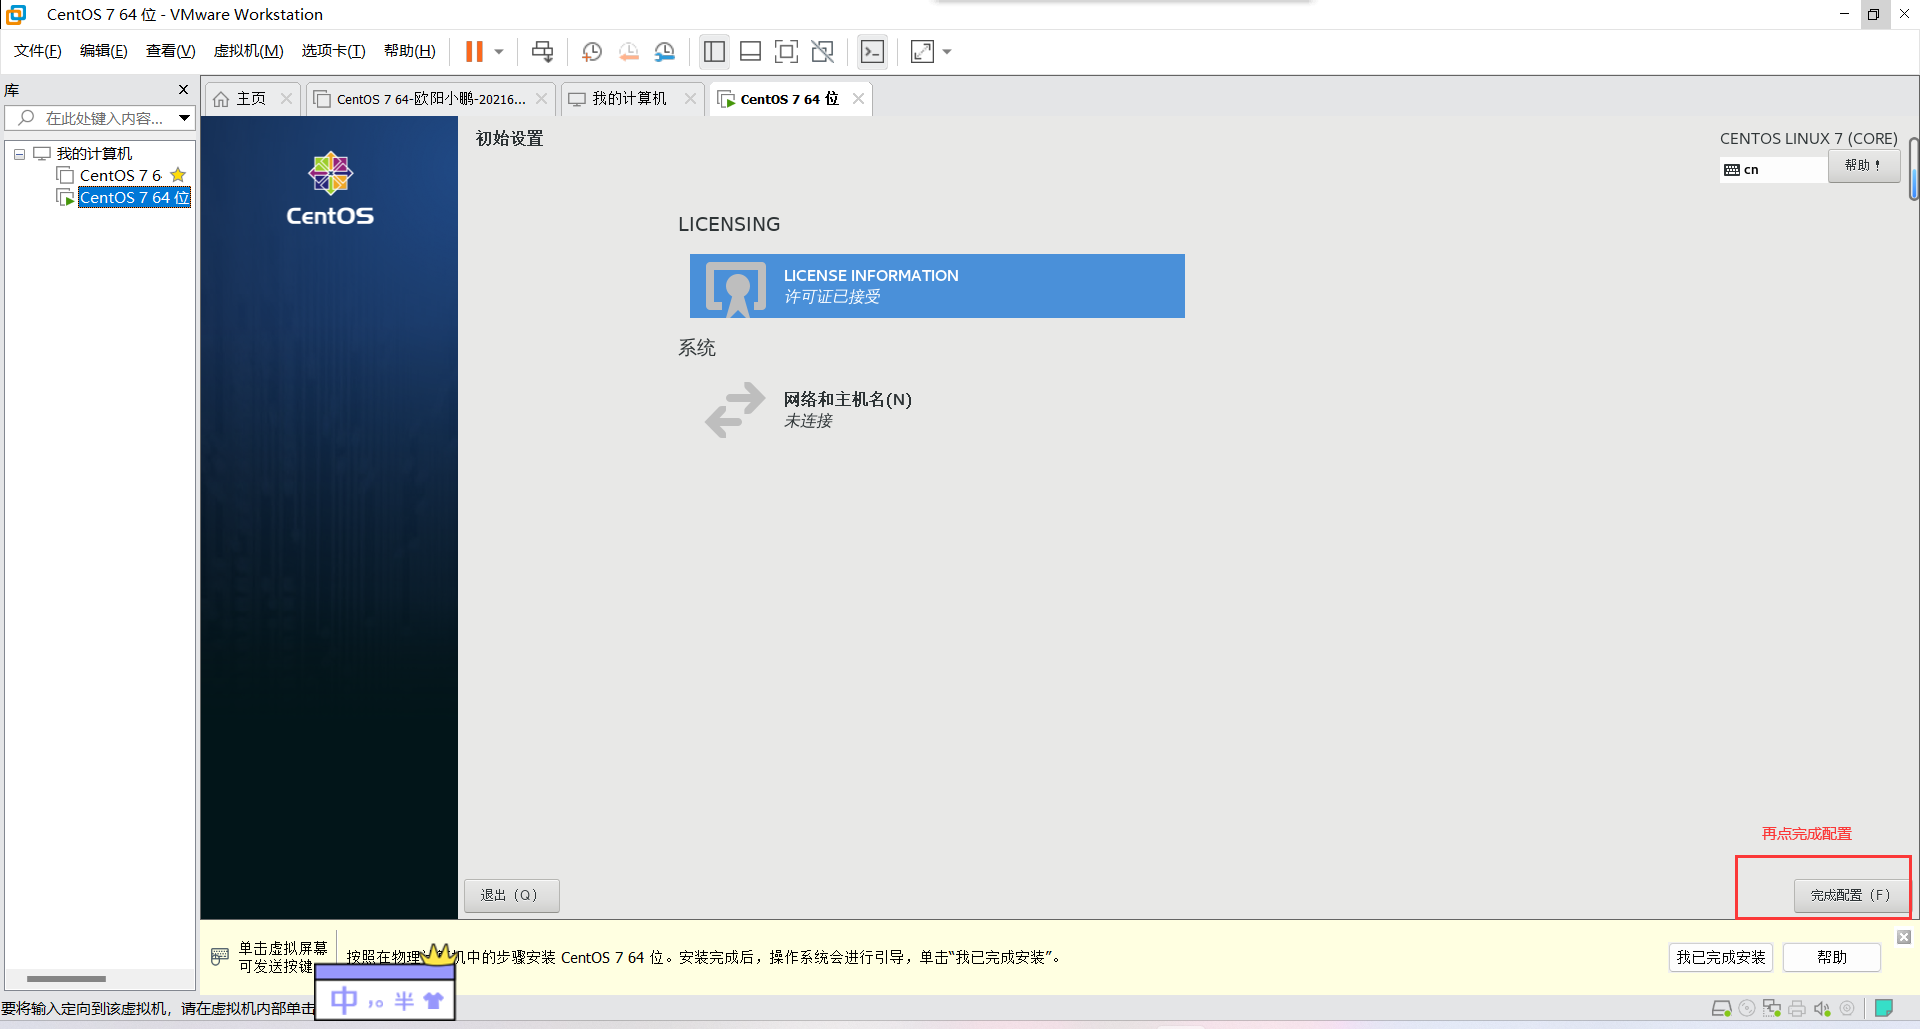 CentOS 7 64 位 - VMware Workstation
文件(F) 编辑(E) 查看(V) 虚拟机(M) 选项卡(T) 帮助(H)
库
在此处键入内容...
我的计算机
CentOS 7 6
CentOS 7 64 位
主页
CentOS 7 64-欧阳小鹏-20216...
我的计算机
CentOS 7 64 位
CentOS
初始设置
CENTOS LINUX 7 (CORE)
cn
帮助！
LICENSING
LICENSE INFORMATION
许可证已接受
系统
网络和主机名(N)
未连接
再点完成配置
退出（Q）
完成配置（F）
单击虚拟屏幕
可发送按键
按照在物理计算机中的步骤安装 CentOS 7 64 位。安装完成后，操作系统会进行引导，单击“我已完成安装”。
我已完成安装
帮助
中 ,。 半
要将输入定向到该虚拟机，请在虚拟机内部单击